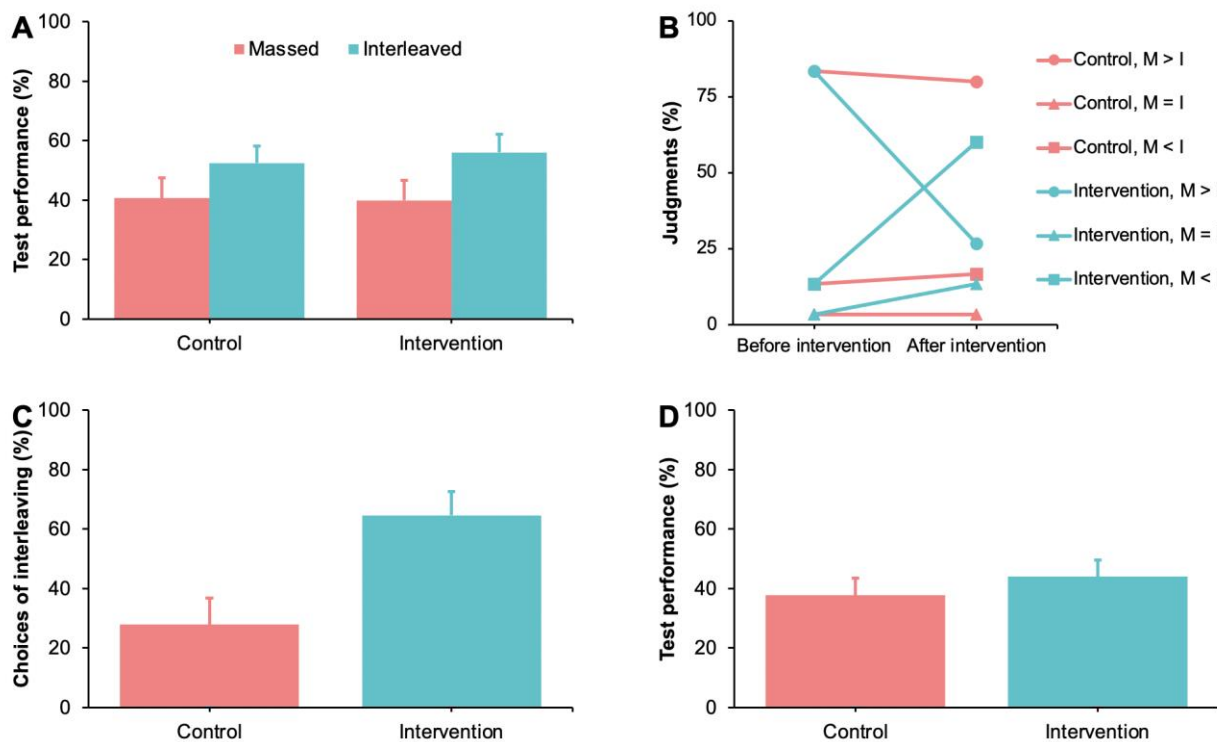 A
Test performance (%)
100
80
60
40
20
0
Massed
Interleaved
Control
Intervention
B
Judgments (%)
100
75
50
25
0
Before intervention
After intervention
Control, M > I
Control, M = I
Control, M < I
Intervention, M >
Intervention, M =
Intervention, M <
C
Choices of interleaving (%)
100
80
60
40
20
0
Control
Intervention
D
Test performance (%)
100
80
60
40
20
0
Control
Intervention